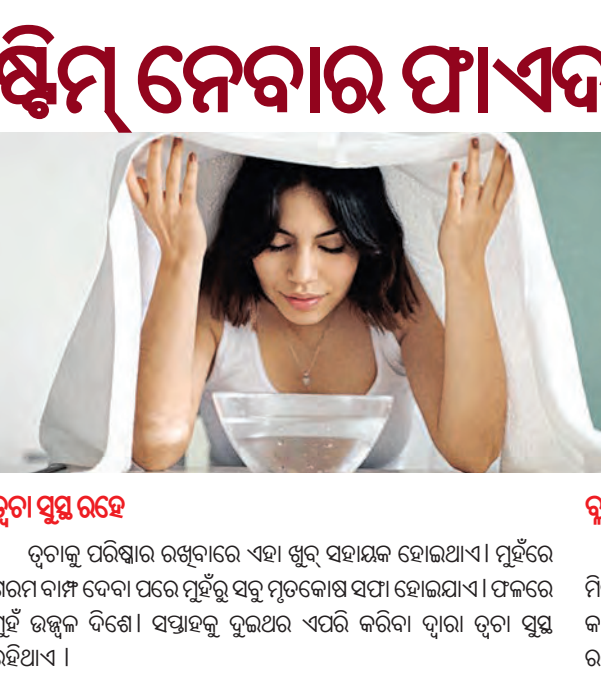 ଷ୍ଟିମ୍ ନେବାର ଫାଏଦା
ତ୍ୱଚା ସୁସ୍ଥ ରହେ
ତ୍ୱଚାକୁ ପରିଷ୍କାର ରଖିବାରେ ଏହା ଖୁବ୍ ସହାୟକ ହୋଇଥାଏ। ମୁହଁରେ
ଗରମ ବାମ୍ଫ ଦେବା ପରେ ମୁହଁରୁ ସବୁ ମୃତକୋଷ ସଫା ହୋଇଯାଏ। ଫଳରେ
ମୁହଁ ଉଜ୍ଜ୍ୱଳ ଦିଶେ। ସପ୍ତାହକୁ ଦୁଇଥର ଏପରି କରିବା ଦ୍ୱାରା ତ୍ୱଚା ସୁସ୍ଥ
ରହିଥାଏ ।